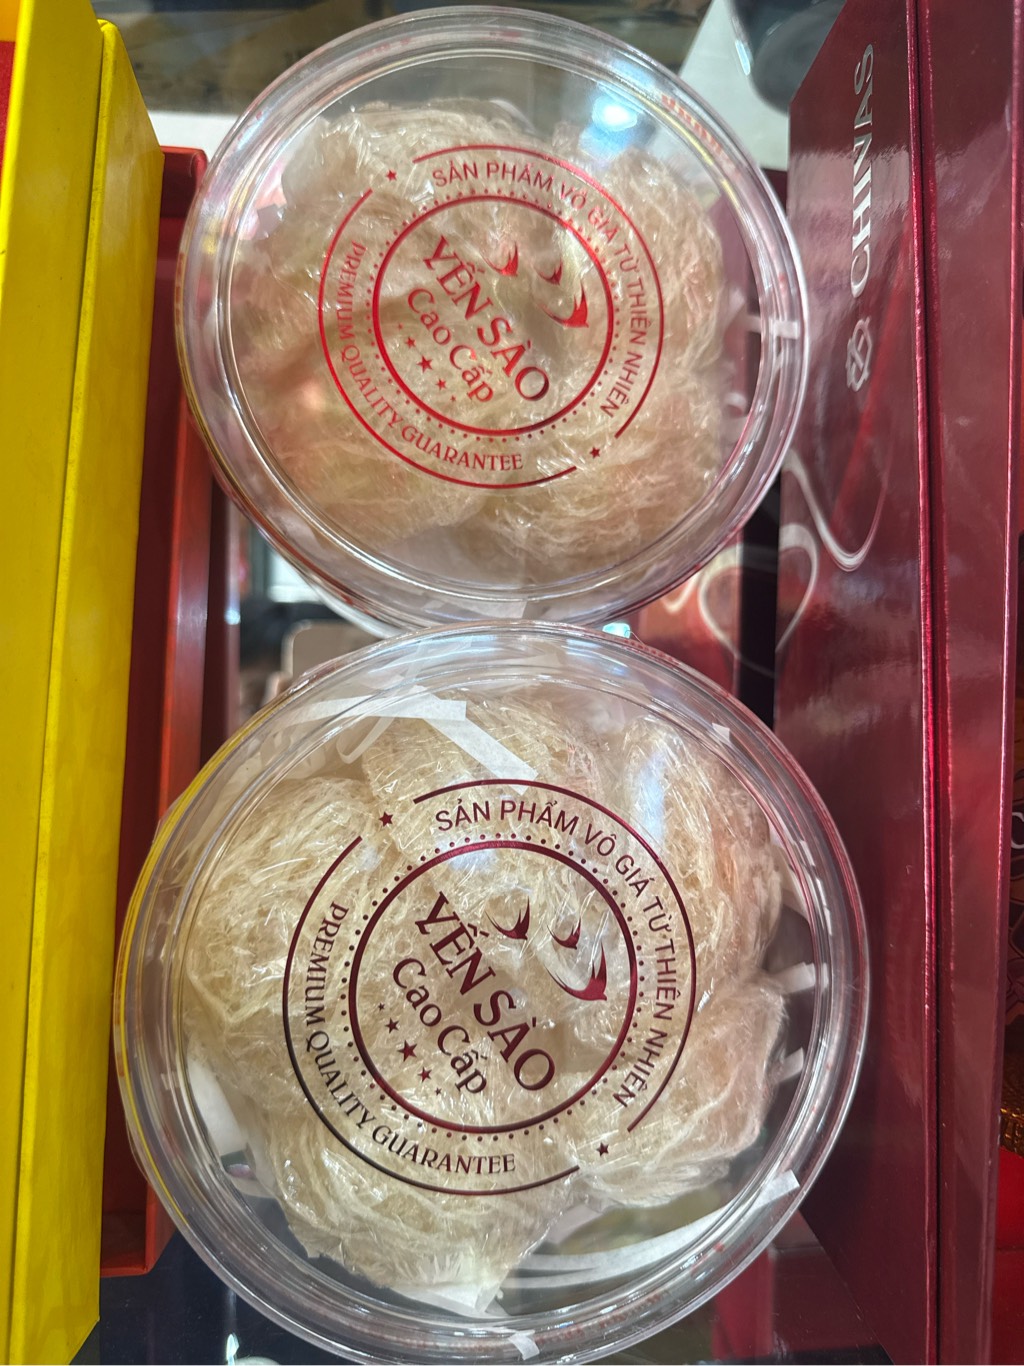 SẢN PHẨM VÔ GIÁ TỪ THIÊN NHIÊN
YẾN SÀO
Cao Cấp
PREMIUM QUALITY GUARANTEE
CHIVAS
SẢN PHẨM VÔ GIÁ TỪ THIÊN NHIÊN
YẾN SÀO
Cao Cấp
PREMIUM QUALITY GUARANTEE